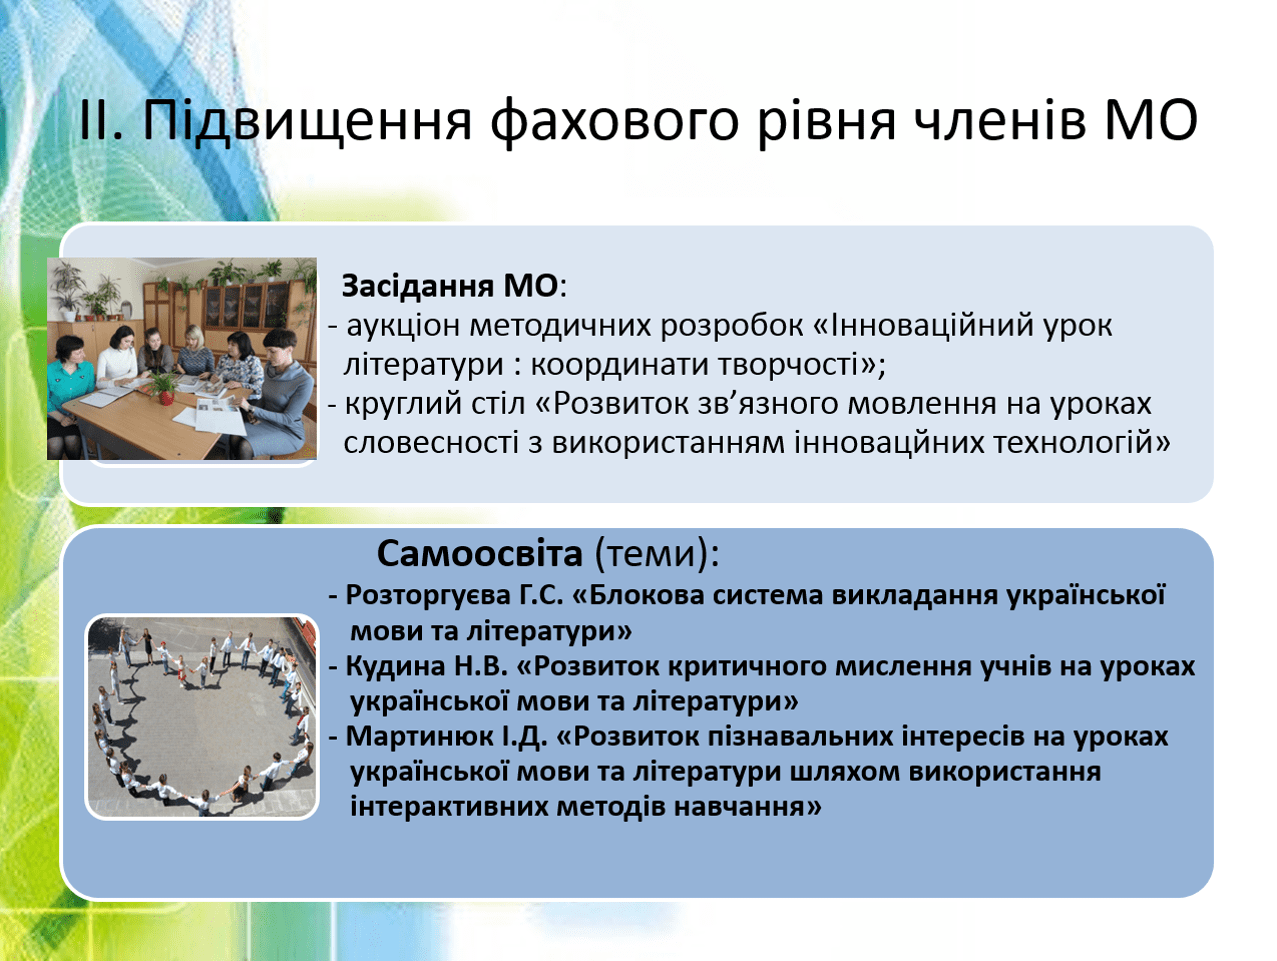 ІІ. Підвищення фахового рівня членів МО
Засідання МО:
- аукціон методичних розробок «Інноваційний урок
літератури : координати творчості»;
- круглий стіл «Розвиток зв’язного мовлення на уроках
словесності з використанням інноваційних технологій»
Самоосвіта (теми):
- Розторгуєва Г.С. «Блокова система викладання української
мови та літератури»
- Кудина Н.В. «Розвиток критичного мислення учнів на уроках
української мови та літератури»
- Мартинюк І.Д. «Розвиток пізнавальних інтересів на уроках
української мови та літератури шляхом використання
інтерактивних методів навчання»